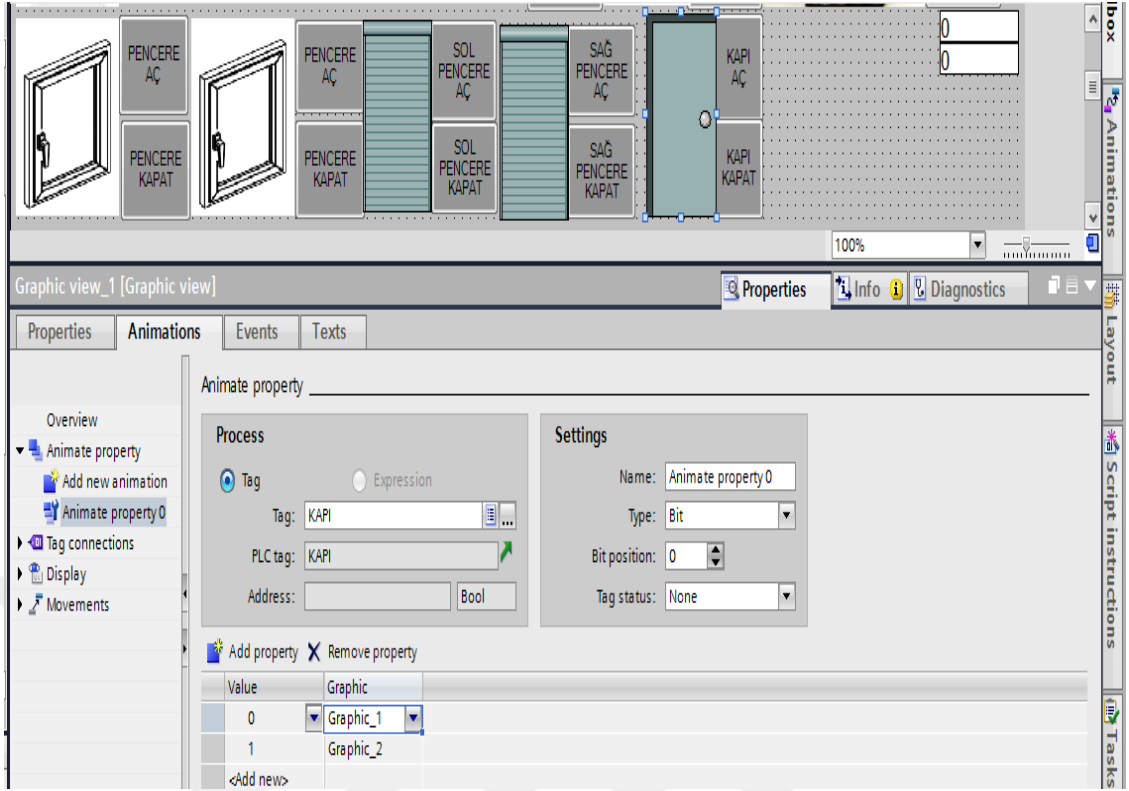 PENCERE
AÇ
PENCERE
KAPAT
PENCERE
AÇ
PENCERE
KAPAT
SOL
PENCERE
AÇ
SOL
PENCERE
KAPAT
SAĞ
PENCERE
AÇ
SAĞ
PENCERE
KAPAT
KAPI
AÇ
KAPI
KAPAT
0
0
100%
Graphic view_1 [Graphic view]
Properties
Info
Diagnostics
Properties
Animations
Events
Texts
Overview
Animate property
Add new animation
Animate property 0
Tag connections
Display
Movements
Animate property
Process
Tag
Expression
Tag: KAPI
PLC tag: KAPI
Address:
Bool
Settings
Name: Animate property 0
Type: Bit
Bit position: 0
Tag status: None
Add property
Remove property
Value Graphic
0 Graphic_1
1 Graphic_2
<Add new>
lbox
Animations
Layout
Script instructions
Tasks